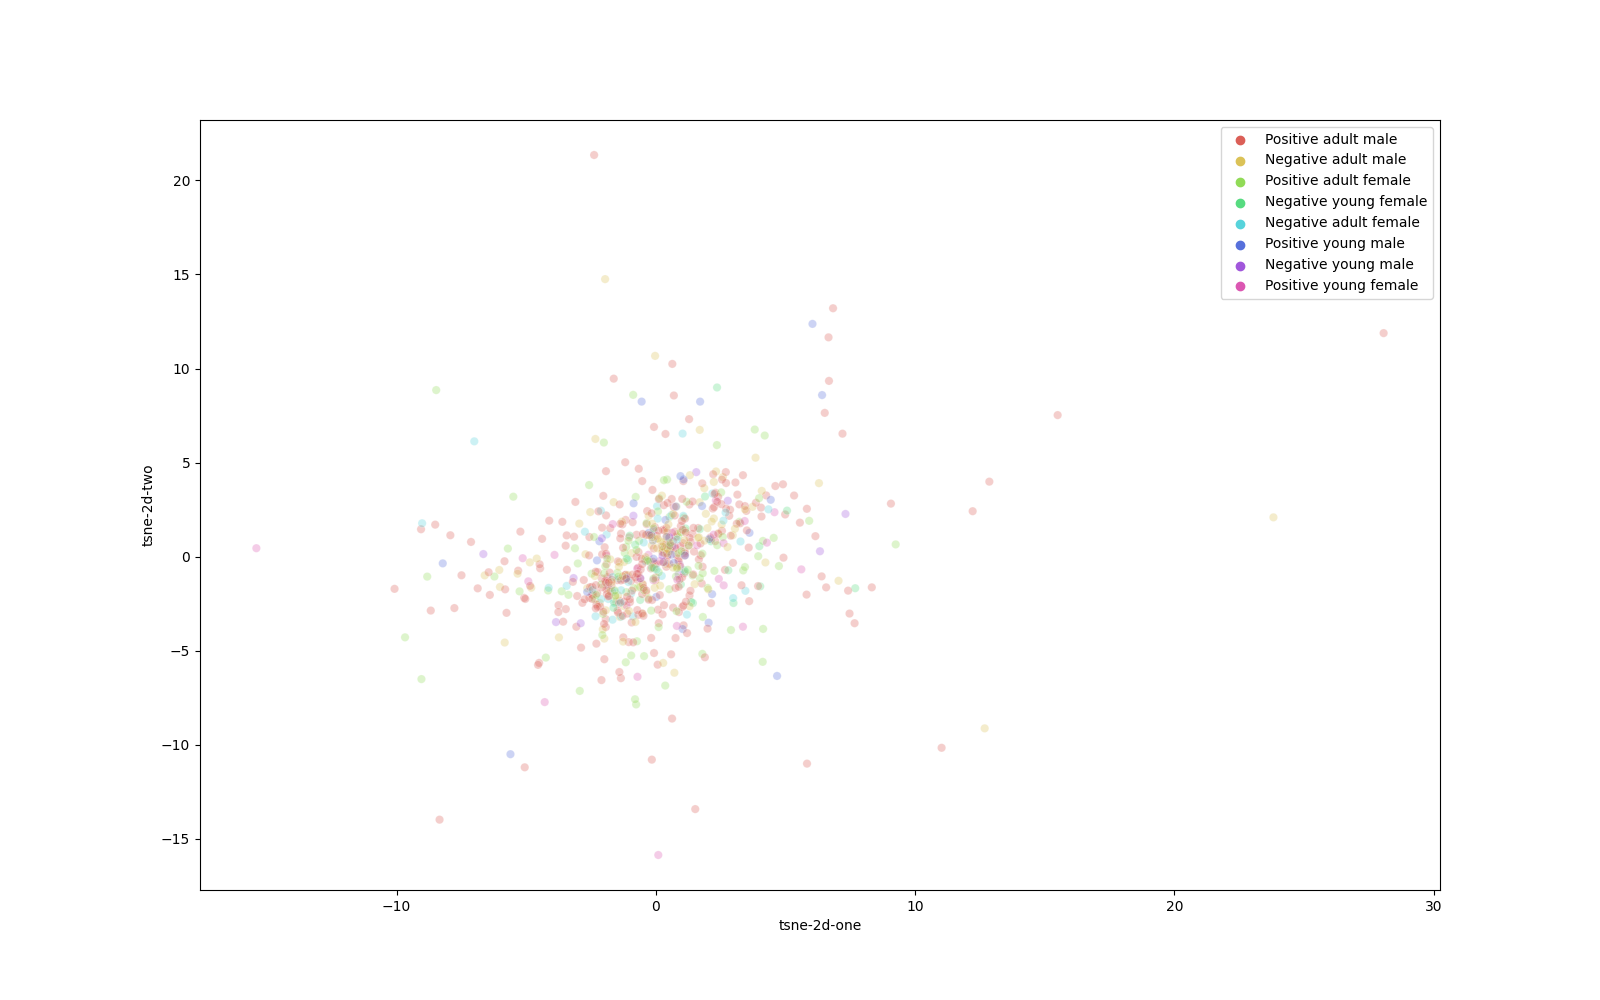 Positive adult male
Negative adult male
Positive adult female
Negative young female
Negative adult female
Positive young male
Negative young male
Positive young female
20
15
10
5
0
−5
−10
−15
tsne-2d-two
−10 0 10 20 30
tsne-2d-one